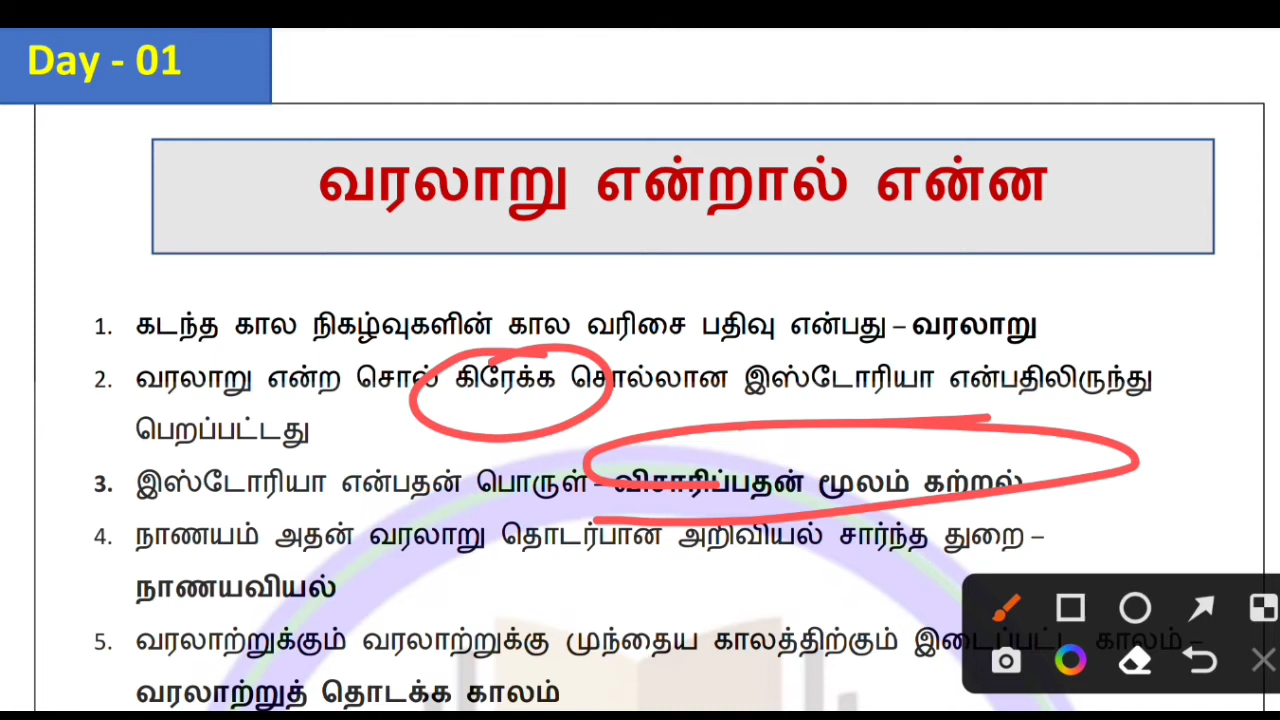 Day - 01
வரலாறு என்றால் என்ன
1. கடந்த கால நிகழ்வுகளின் கால வரிசை பதிவு என்பது – வரலாறு
2. வரலாறு என்ற சொல் கிரேக்க சொல்லான இஸ்டோரியா என்பதிலிருந்து
பெறப்பட்டது
3. இஸ்டோரியா என்பதன் பொருள் – விசாரிப்பதன் மூலம் கற்றல்
4. நாணயம் அதன் வரலாறு தொடர்பான அறிவியல் சார்ந்த துறை –
நாணயவியல்
5. வரலாற்றுக்கும் வரலாற்றுக்கு முந்தைய காலத்திற்கும் இடைப்பட்ட காலம் –
வரலாற்றுத் தொடக்க காலம்